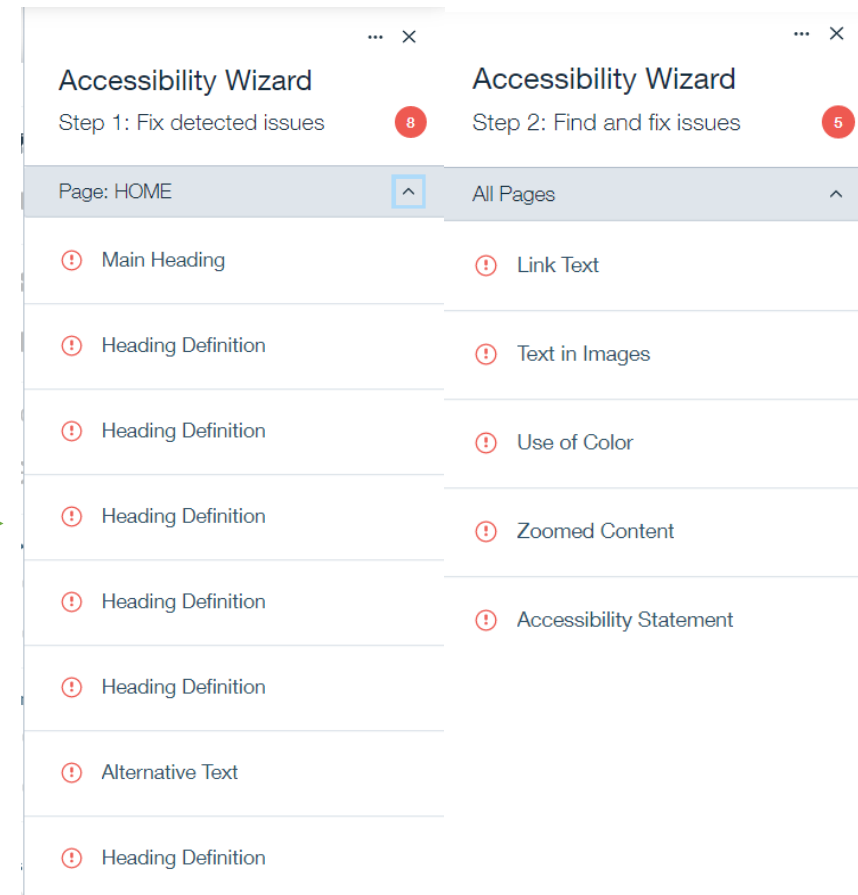 Accessibility Wizard
Step 1: Fix detected issues
8
Page: HOME
Main Heading
Heading Definition
Heading Definition
Heading Definition
Heading Definition
Heading Definition
Alternative Text
Heading Definition
Accessibility Wizard
Step 2: Find and fix issues
5
All Pages
Link Text
Text in Images
Use of Color
Zoomed Content
Accessibility Statement